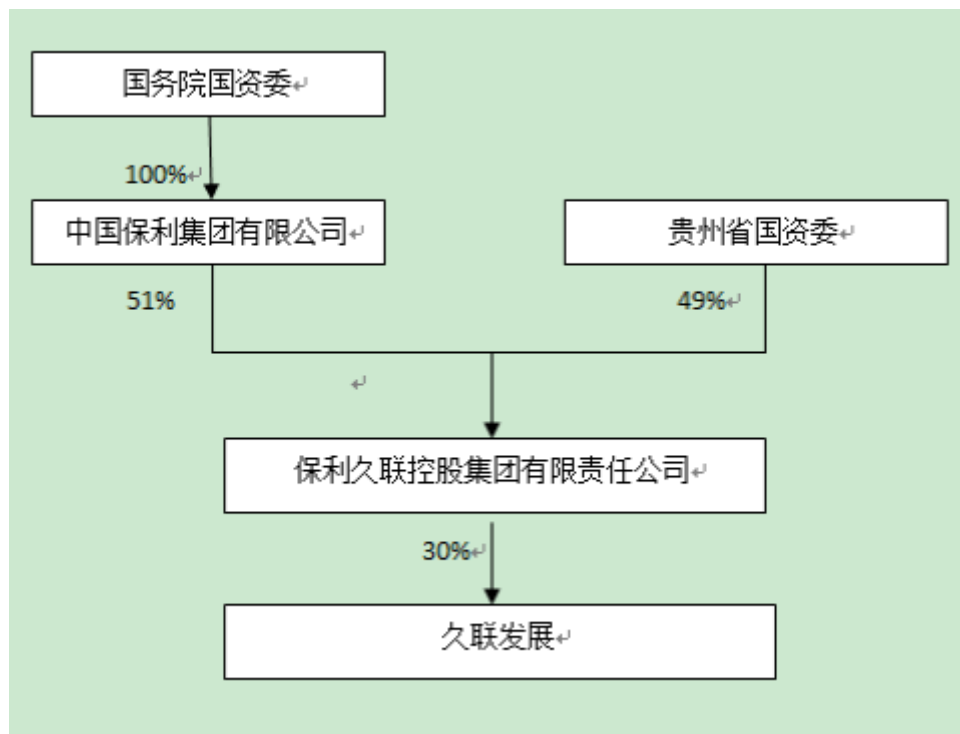 国务院国资委
100%
中国保利集团有限公司
贵州省国资委
51%
49%
保利久联控股集团有限责任公司
30%
久联发展